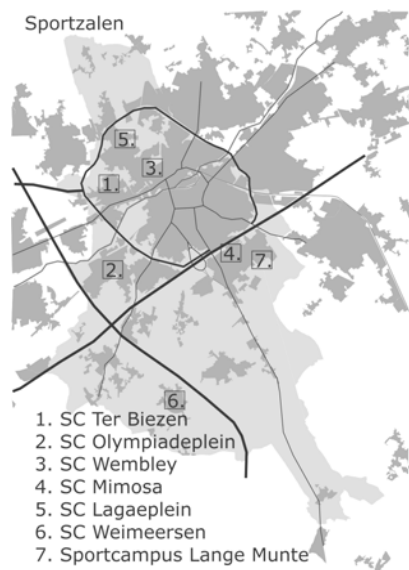 Sportzalen
5.
3.
1.
4.
7.
2.
6.
1. SC Ter Biezen
2. SC Olympiadeplein
3. SC Wembley
4. SC Mimosa
5. SC Lagaeplein
6. SC Weimeersen
7. Sportcampus Lange Munte